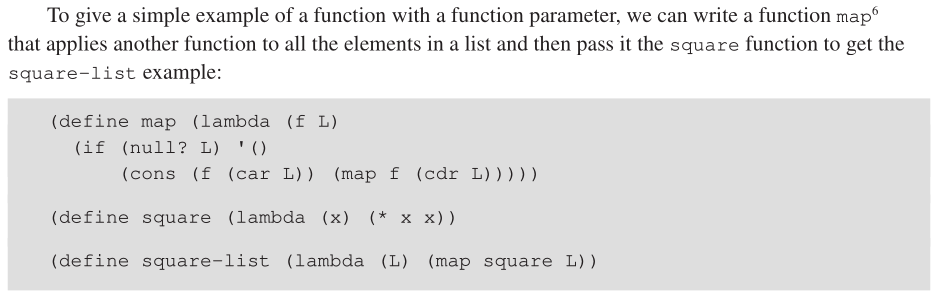 To give a simple example of a function with a function parameter, we can write a function map⁶
that applies another function to all the elements in a list and then pass it the square function to get the
square-list example:
(define map (lambda (f L)
(if (null? L) '()
(cons (f (car L)) (map f (cdr L)))))
(define square (lambda (x) (* x x))
(define square-list (lambda (L) (map square L))